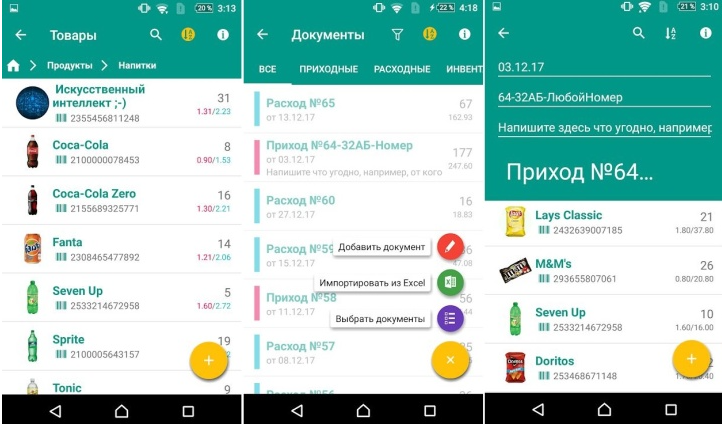 20% 3:13
Товары
Продукты
Напитки
Искусственный
интеллект ;-)
31
2355456811248
1.31/2.23
Coca-Cola
8
2100000078453
0.90/1.53
Coca-Cola Zero
16
2155689325771
1.30/2.21
Fanta
14
2308465477892
1.21/2.06
Seven Up
5
2533214672958
1.60/2.72
Sprite
19
2100005643157
Tonic
9
22% 4:18
Документы
ВСЕ ПРИХОДНЫЕ РАСХОДНЫЕ ИНВЕНТ
Расход №65
67
от 13.12.17
162.93
Приход №64-32АБ-Номер
177
от 03.12.17
247.60
Напишите что угодно, например, от кого
Расход №60
16
от 27.12.17
18.83
Расход №59
от 15.12.17
47.08
Добавить документ
Импортировать из Excel
Приход №58
56
от 11.12.17
Выбрать документы
Расход №57
от 08.12.17
21% 3:10
03.12.17
64-32АБ-ЛюбойНомер
Напишите здесь что угодно, наприме
Приход №64...
Lays Classic
21
2432639007185
1.80/37.80
M&M's
26
293655807061
0.80/20.80
Seven Up
10
2533214672958
1.60/16.00
Doritos
253468671148